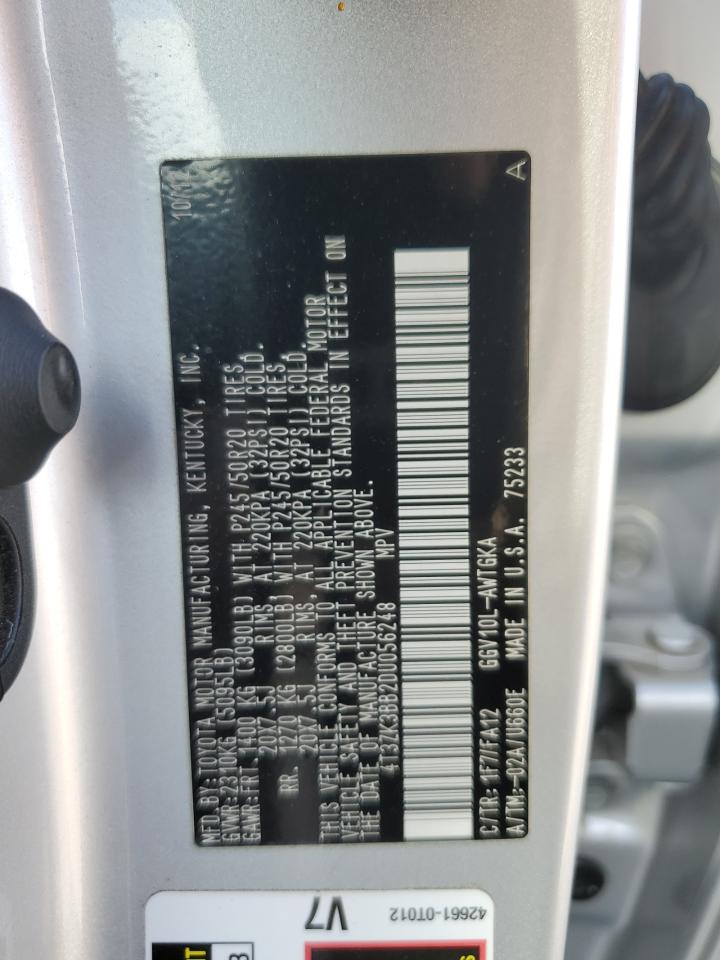 MFD. BY: TOYOTA MOTOR MANUFACTURING, KENTUCKY, INC. 10/12
GVWR: 2310KG (5095LB)
GAWR: FRT 1400 KG (3090LB) WITH P245/50R20 TIRES,
20X7.5J RIMS, AT 220KPA (32PSI) COLD.
RR. 1270 KG (2800LB) WITH P245/50R20 TIRES,
20X7.5J RIMS, AT 220KPA (32PSI) COLD.
THIS VEHICLE CONFORMS TO ALL APPLICABLE FEDERAL MOTOR
VEHICLE SAFETY AND THEFT PREVENTION STANDARDS IN EFFECT ON
THE DATE OF MANUFACTURE SHOWN ABOVE.
4T3ZK3BB2DU056248 MPV
C/TR: 1F7/FA12 GGV10L-AWTGKA
A/TM: -02A/U660E MADE IN U.S.A. 75233
A
42661-0T012
V7